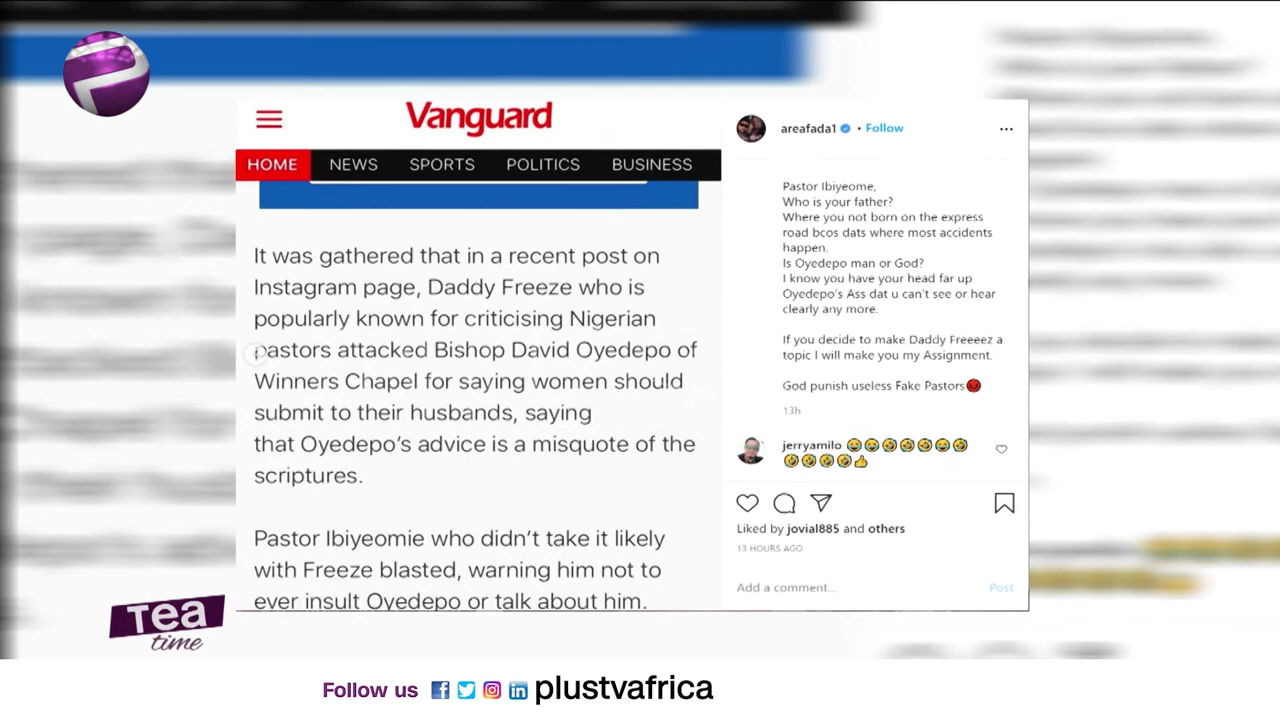 Vanguard
HOME NEWS SPORTS POLITICS BUSINESS
It was gathered that in a recent post on
Instagram page, Daddy Freeze who is
popularly known for criticising Nigerian
pastors attacked Bishop David Oyedepo of
Winners Chapel for saying women should
submit to their husbands, saying
that Oyedepo's advice is a misquote of the
scriptures.
Pastor Ibiyeomie who didn't take it likely
with Freeze blasted, warning him not to
ever insult Oyedepo or talk about him.
areafada1 • Follow
Pastor Ibiyeome,
Who is your father?
Where you not born on the express
road bcos dats where most accidents
happen.
Is Oyedepo man or God?
I know you have your head far up
Oyedepo's Ass dat u can't see or hear
clearly any more.
If you decide to make Daddy Freeeez a
topic I will make you my Assignment.
God punish useless Fake Pastors😡
13h
jerryamilo 😂😂🤣🤣🤣😂🤣
🤣🤣🤣🤣👍
Liked by jovial885 and others
13 HOURS AGO
Add a comment... Post
Tea
time
Follow us plustvafrica